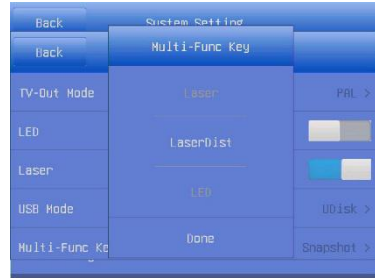 Back
System Setting
Back
Multi-Func Key
TV-Out Mode
Laser
PAL >
LED
LaserDist
Laser
LED
USB Mode
UDisk >
Multi-Func Ke
Done
Snapshot >